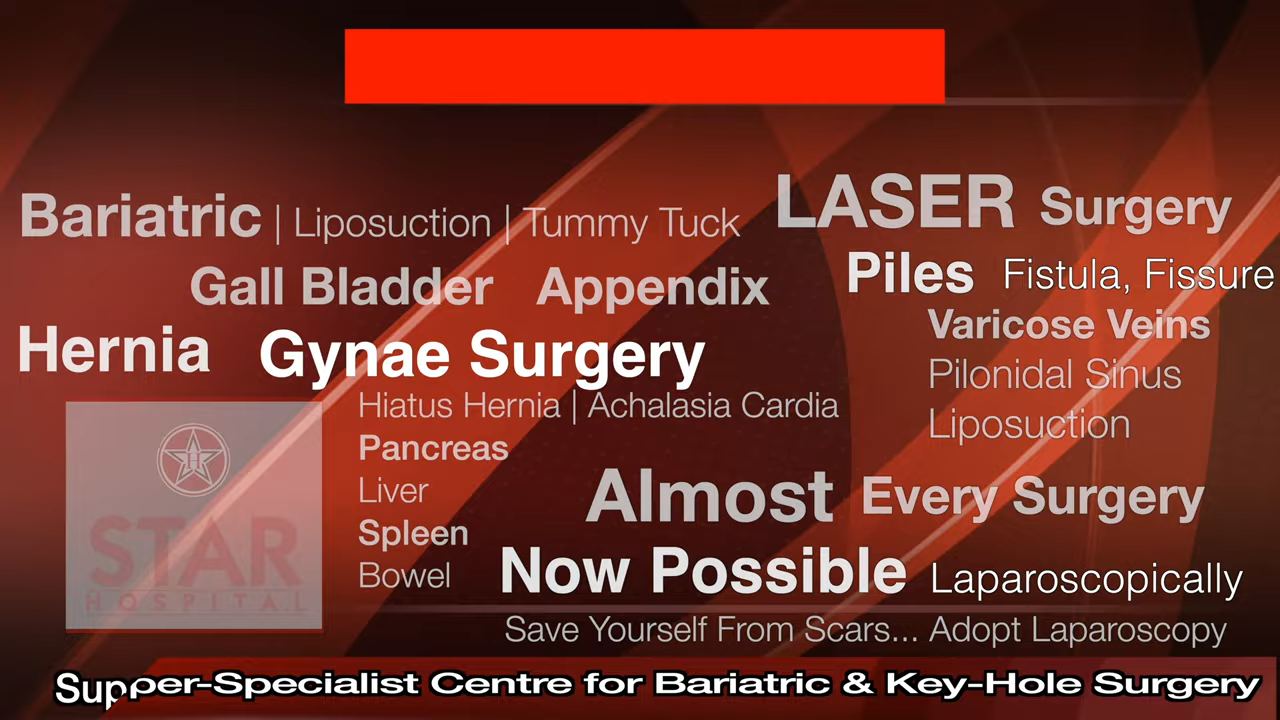 Bariatric | Liposuction | Tummy Tuck
Gall Bladder Appendix
Hernia Gynae Surgery
Hiatus Hernia | Achalasia Cardia
Pancreas
Liver
Spleen
Bowel
STAR
HOSPITAL
LASER Surgery
Piles Fistula, Fissure
Varicose Veins
Pilonidal Sinus
Liposuction
Almost Every Surgery
Now Possible Laparoscopically
Save Yourself From Scars... Adopt Laparoscopy
Supper-Specialist Centre for Bariatric & Key-Hole Surgery